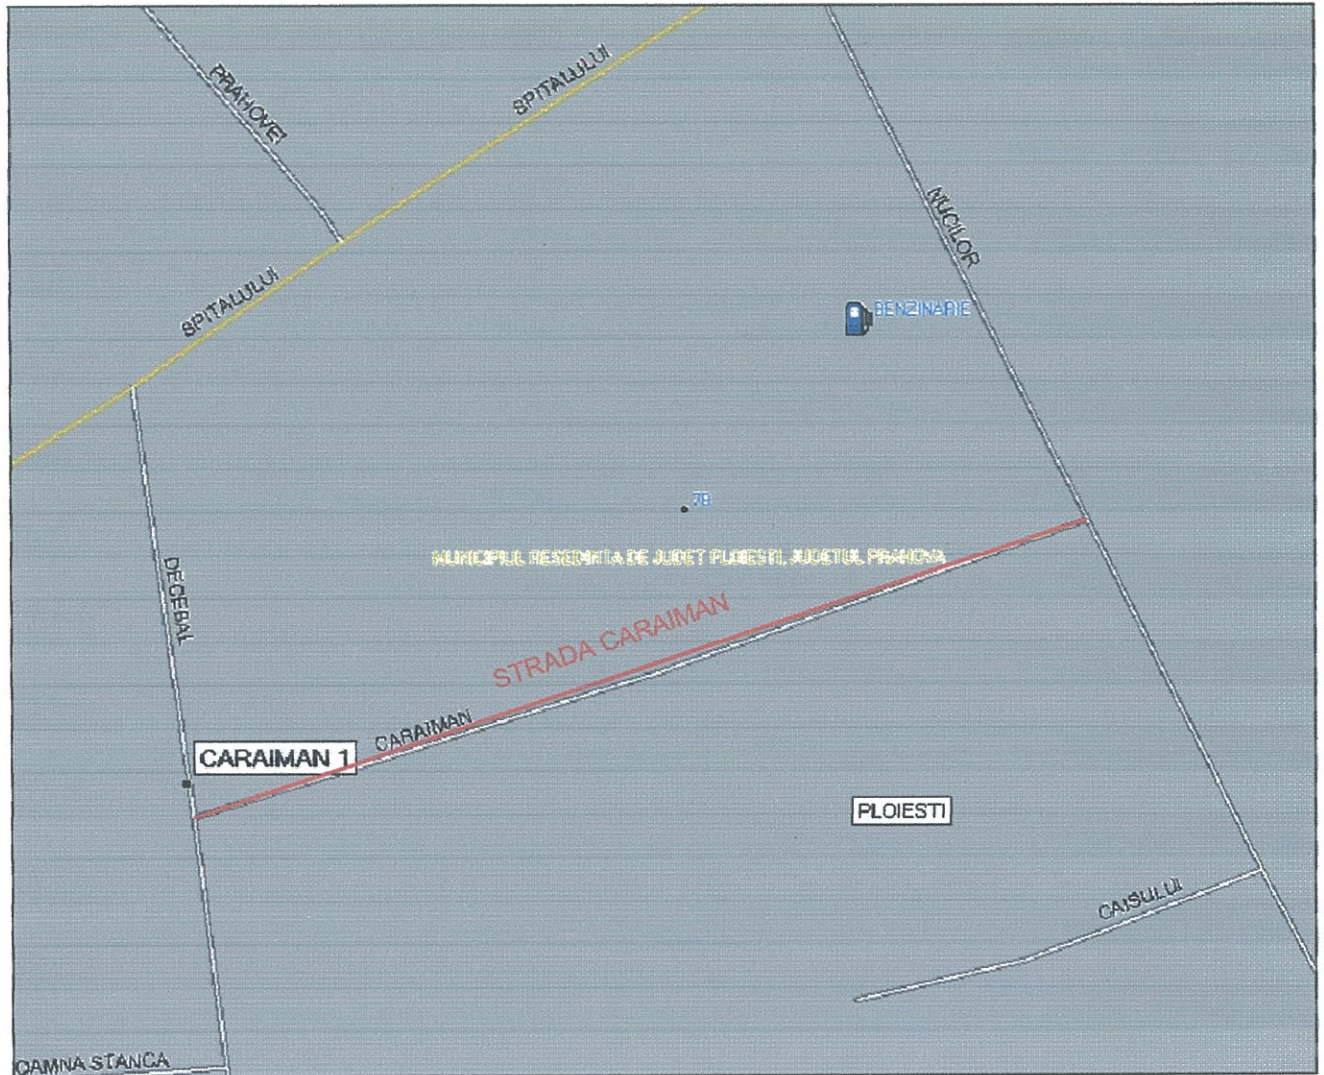 PRAHOVEI
SPITALULUI
SPITALULUI
NUCILOR
BENZINARIE
78
MUNICIPIUL RESEDINTA DE JUDET PLOIESTI, JUDETUL PRAHOVA
DECEBAL
STRADA CARAIMAN
CARAIMAN
CARAIMAN 1
PLOIESTI
CAISULUI
OAMNA STANCA